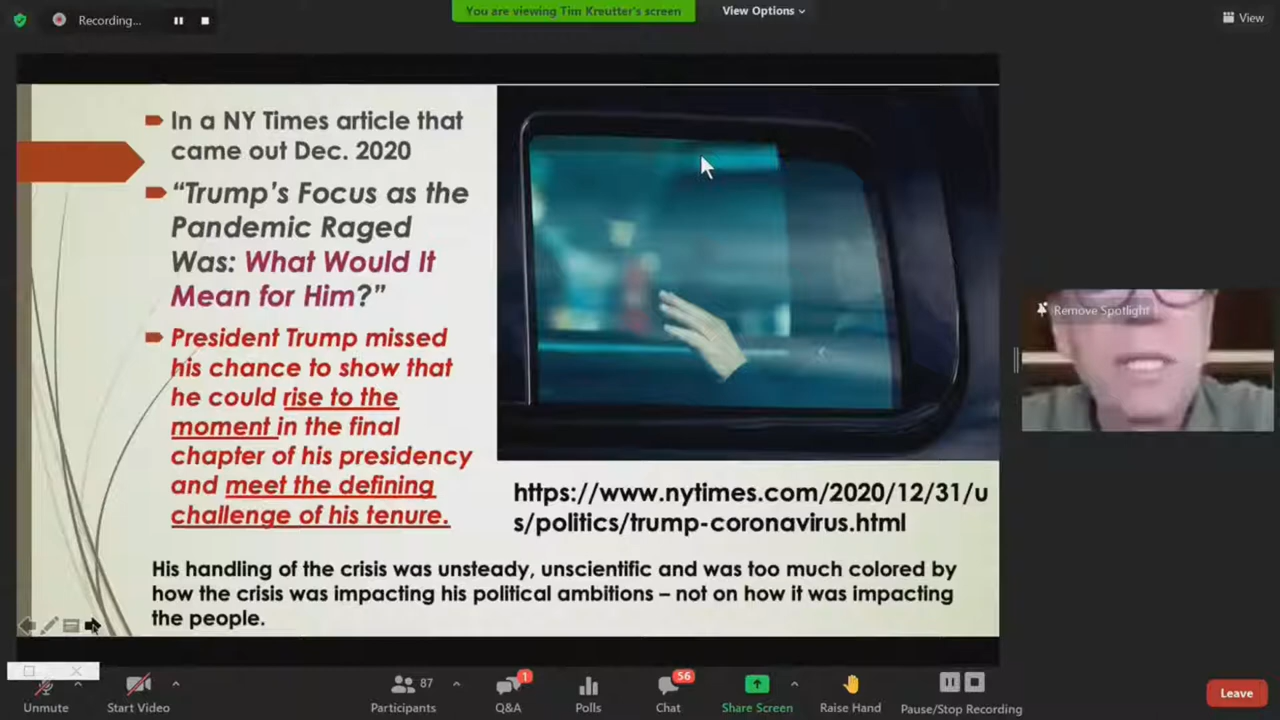 Recording...
You are viewing Tim Kreutter's screen
View Options
View
In a NY Times article that
came out Dec. 2020
“Trump’s Focus as the
Pandemic Raged
Was: What Would It
Mean for Him?”
President Trump missed
his chance to show that
he could rise to the
moment in the final
chapter of his presidency
and meet the defining
challenge of his tenure.
https://www.nytimes.com/2020/12/31/u
s/politics/trump-coronavirus.html
His handling of the crisis was unsteady, unscientific and was too much colored by
how the crisis was impacting his political ambitions – not on how it was impacting
the people.
Remove Spotlight
Unmute
Start Video
87
Participants
1
Q&A
Polls
56
Chat
Share Screen
Raise Hand
Pause/Stop Recording
Leave